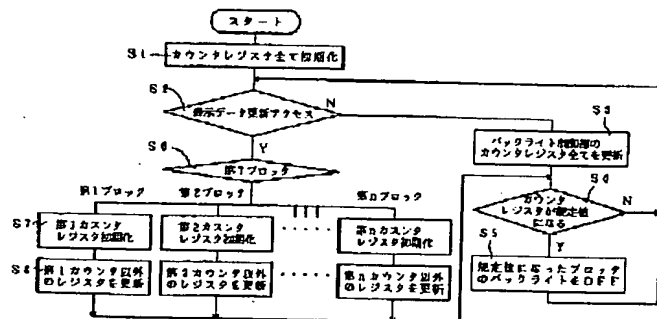 スタート
S1
カウンタレジスタ全て初期化
S2
表示データ更新アクセス
N
Y
S3
バックライト制御部の
カウンタレジスタ全てを更新
S6
第?ブロック
第1ブロック
第2ブロック
第nブロック
S4
カウンタ
レジスタが規定値
になる
N
Y
S7
第1カウンタ
レジスタ初期化
第2カウンタ
レジスタ初期化
第nカウンタ
レジスタ初期化
S5
規定値になったブロック
のバックライトをOFF
S8
第1カウンタ以外
のレジスタを更新
第2カウンタ以外
のレジスタを更新
第nカウンタ以外
のレジスタを更新